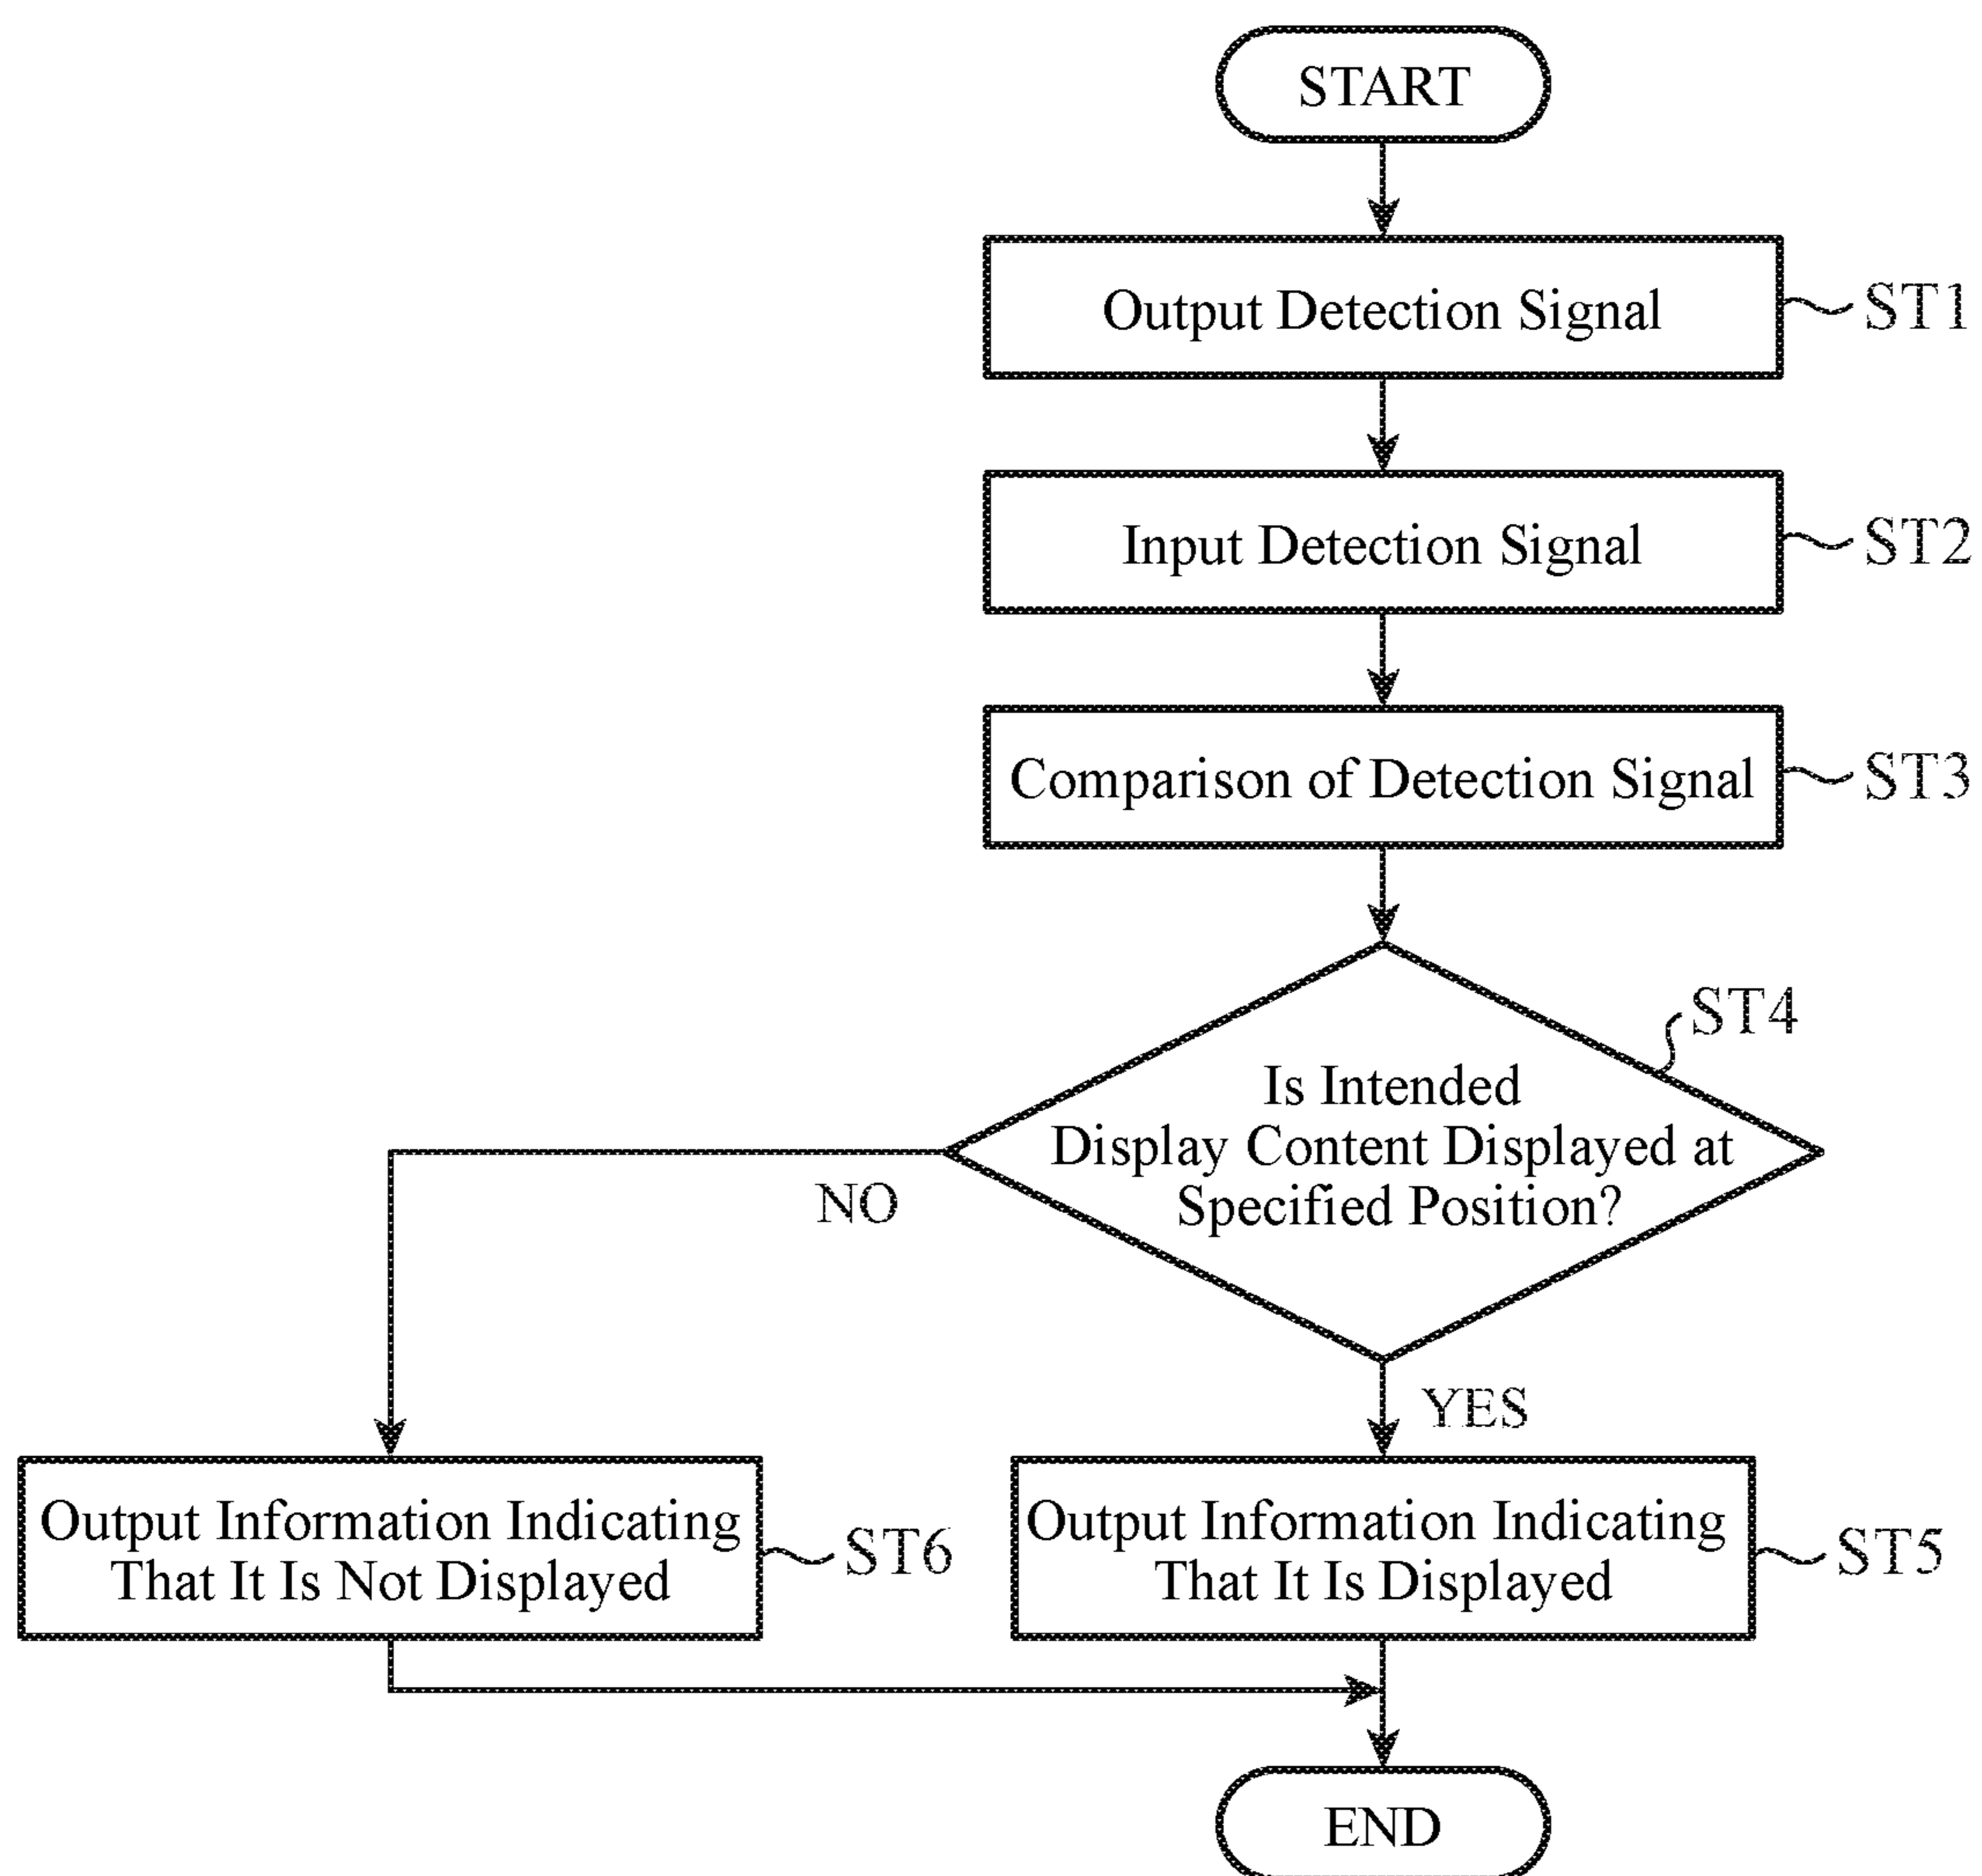 START
Output Detection Signal
ST1
Input Detection Signal
ST2
Comparison of Detection Signal
ST3
ST4
Is Intended
Display Content Displayed at
Specified Position?
NO
YES
Output Information Indicating
That It Is Not Displayed
ST6
Output Information Indicating
That It Is Displayed
ST5
END